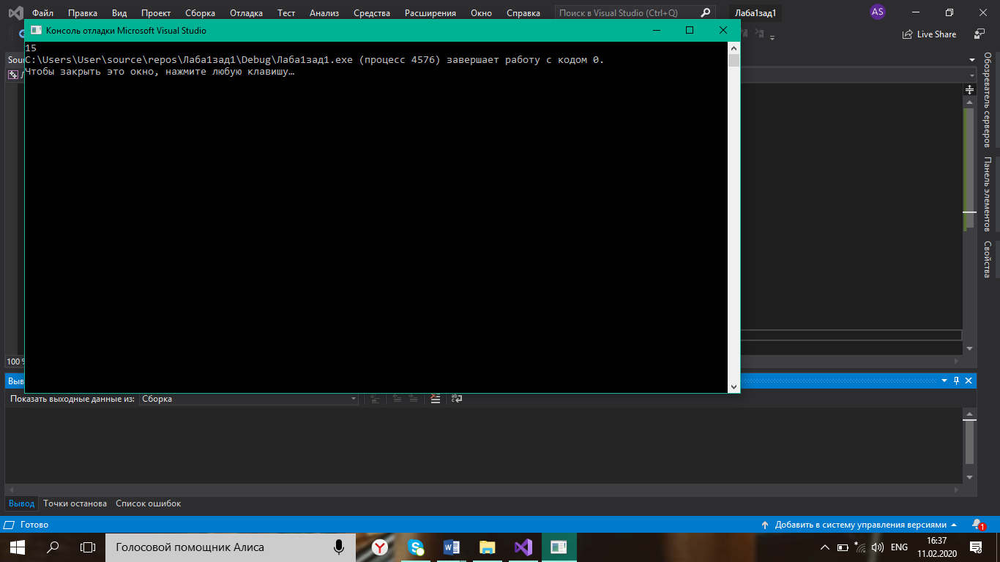 Файл Правка Вид Проект Сборка Отладка Тест Анализ Средства Расширения Окно Справка Поиск в Visual Studio (Ctrl+Q) Лаба1зад1 AS
Консоль отладки Microsoft Visual Studio
Live Share
15
C:\Users\User\source\repos\Лаба1зад1\Debug\Лаба1зад1.exe (процесс 4576) завершает работу с кодом 0.
Чтобы закрыть это окно, нажмите любую клавишу…
Обозреватель серверов
Панель элементов
Свойства
100 %
Показать выходные данные из: Сборка
Вывод Точки останова Список ошибок
Готово Добавить в систему управления версиями 1
Голосовой помощник Алиса ENG 16:37
11.02.2020